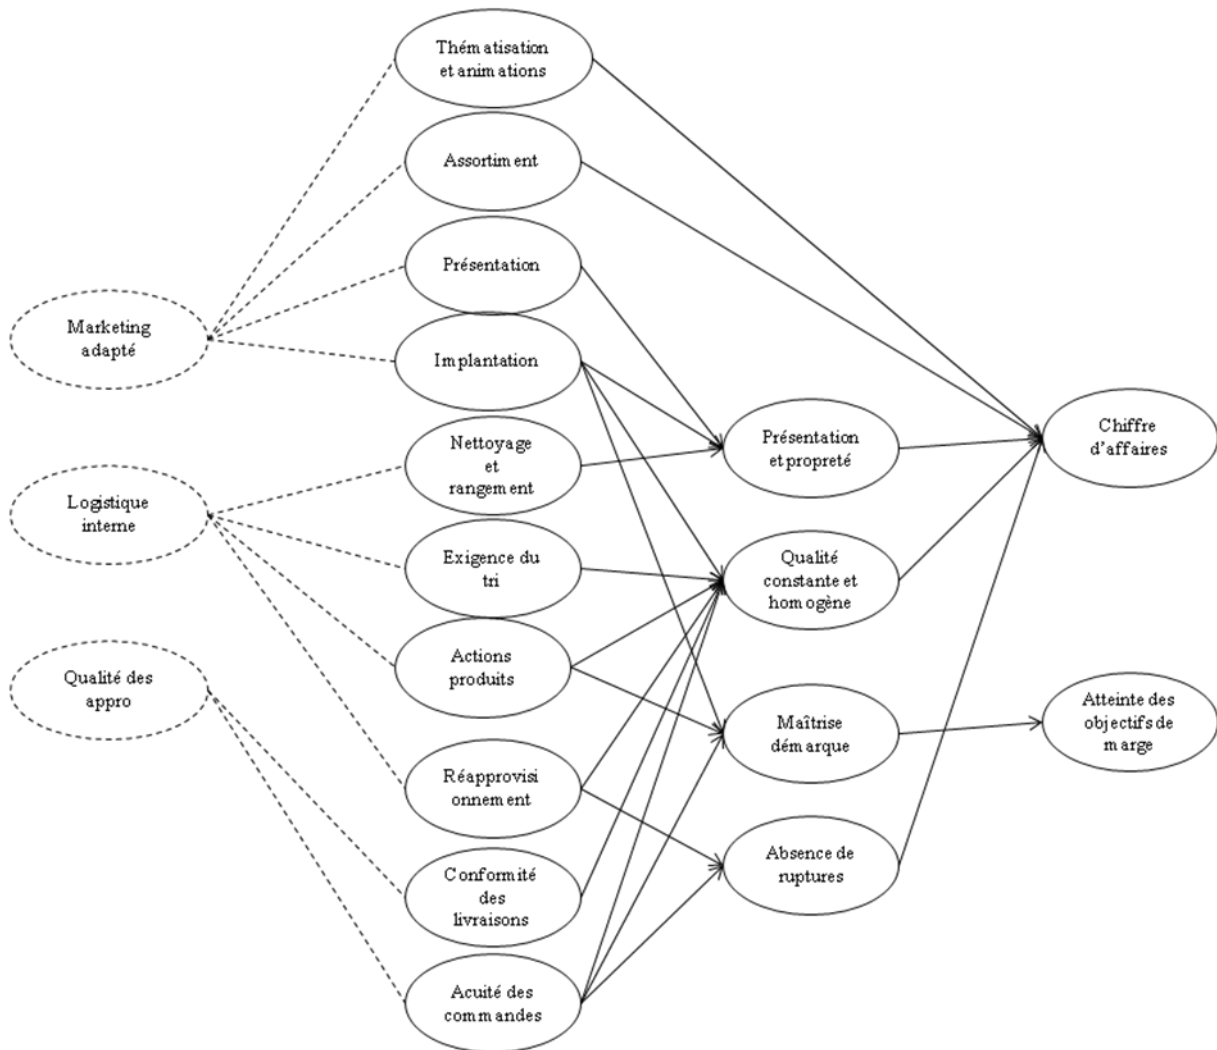 Thématisation
et animations
Assortiment
Présentation
Marketing
adapté
Implantation
Nettoyage
et
rangement
Présentation
et propreté
Chiffre
d'affaires
Logistique
interne
Exigence du
tri
Qualité
constante et
homogène
Qualité des
appro
Actions
produits
Maîtrise
démarque
Atteinte des
objectifs de
marge
Réapprovisi
onnement
Absence de
ruptures
Conformité
des
livraisons
Acuité des
commandes